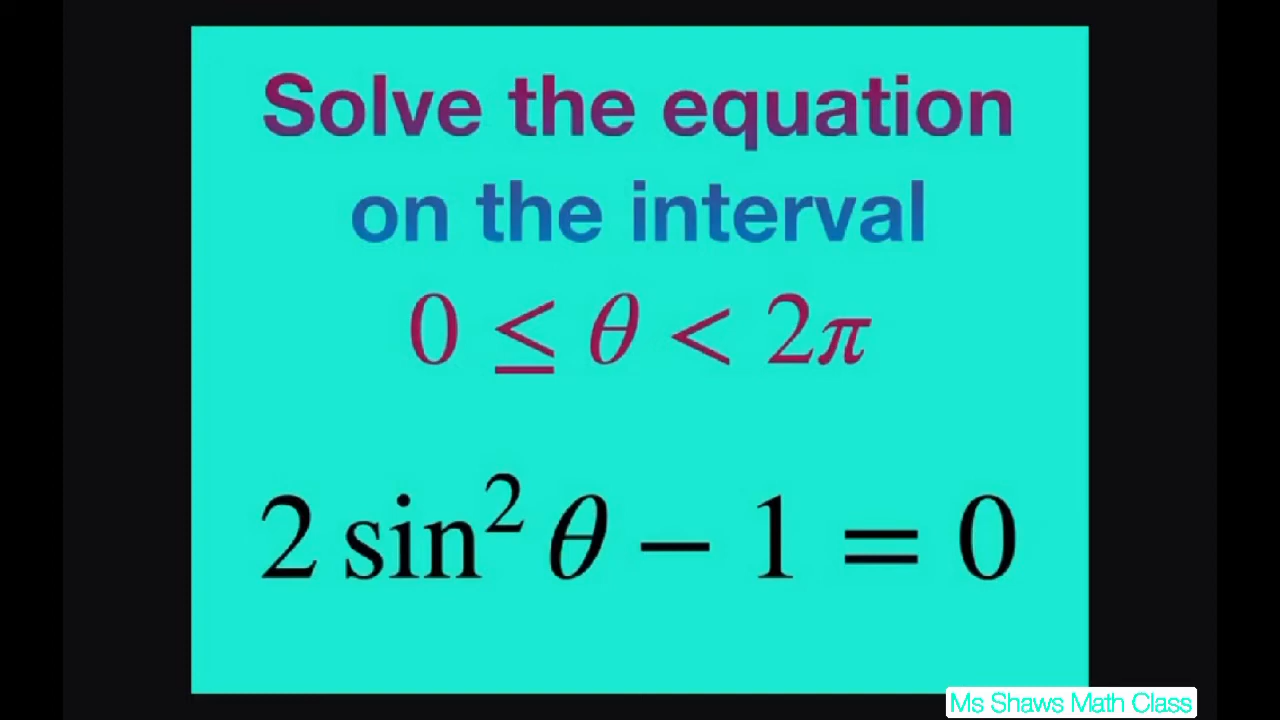 Solve the equation
on the interval
0 ≤ θ < 2π
2 sin² θ − 1 = 0
Ms Shaws Math Class